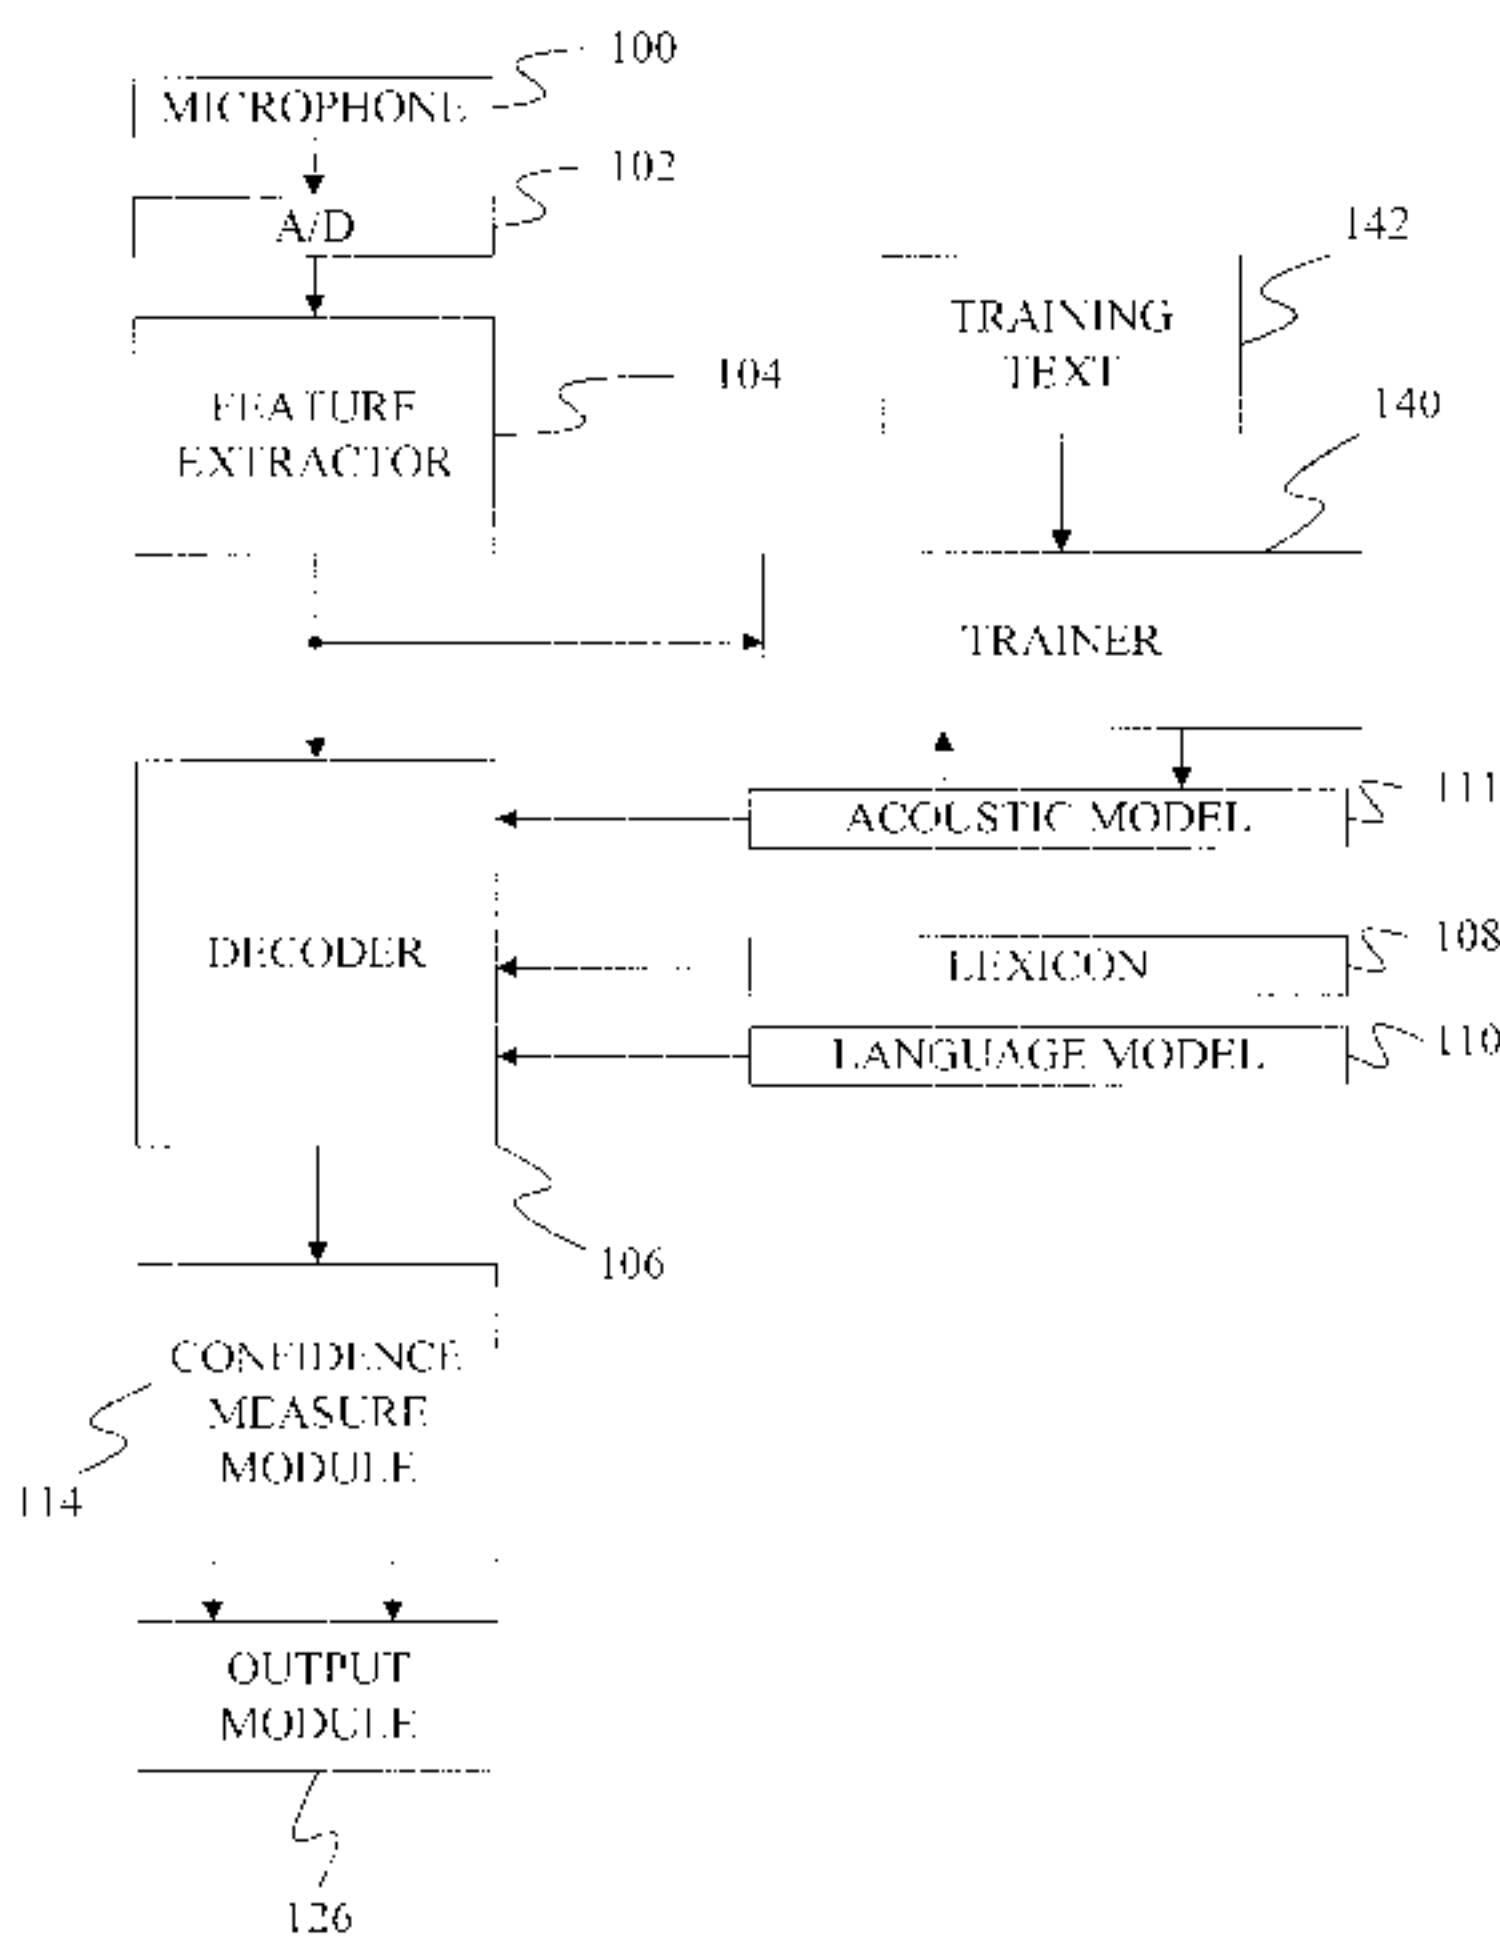 100
MICROPHONE
102
A/D
142
TRAINING
TEXT
104
140
FEATURE
EXTRACTOR
TRAINER
111
ACOUSTIC MODEL
108
DECODER
LEXICON
110
LANGUAGE MODEL
106
CONFIDENCE
MEASURE
MODULE
114
OUTPUT
MODULE
126